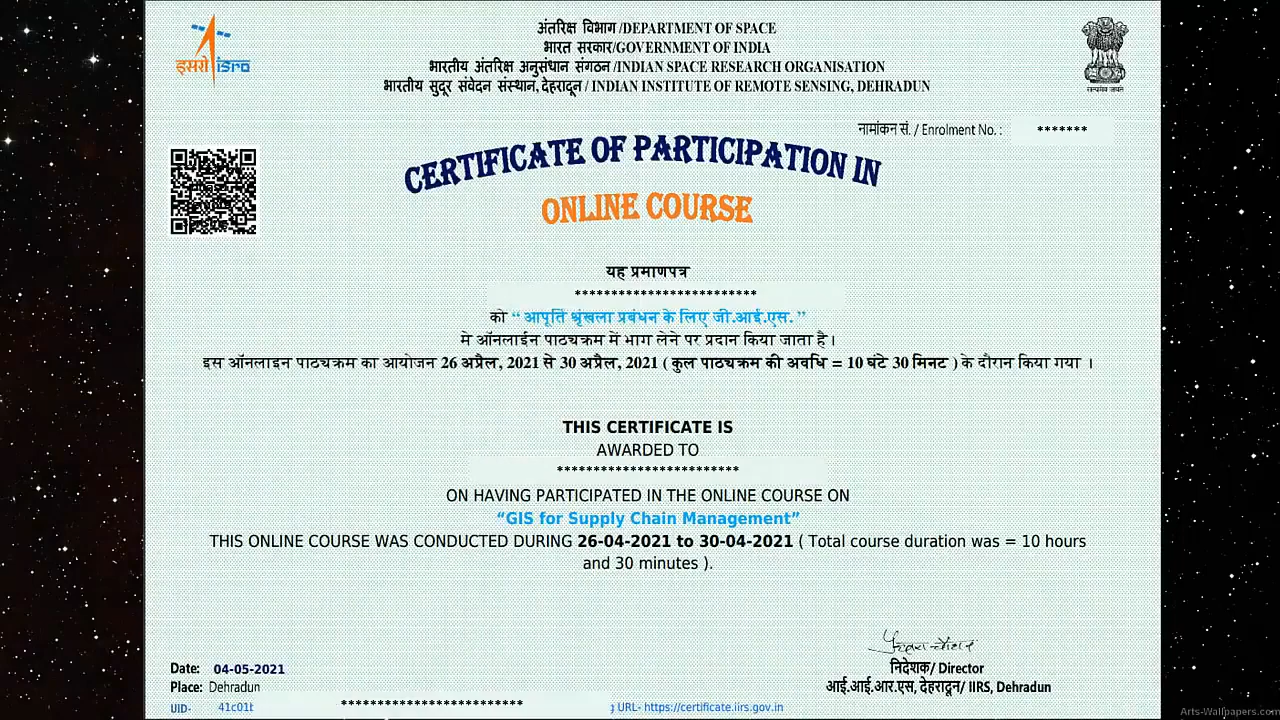 इसरो isro
अंतरिक्ष विभाग /DEPARTMENT OF SPACE
भारत सरकार/GOVERNMENT OF INDIA
भारतीय अंतरिक्ष अनुसंधान संगठन /INDIAN SPACE RESEARCH ORGANISATION
भारतीय सुदूर संवेदन संस्थान, देहरादून / INDIAN INSTITUTE OF REMOTE SENSING, DEHRADUN
सत्यमेव जयते
नामांकन सं. / Enrolment No. : *******
CERTIFICATE OF PARTICIPATION IN
ONLINE COURSE
यह प्रमाणपत्र
*************************
को “ आपूर्ति श्रृंखला प्रबंधन के लिए जी.आई.एस. ”
मे ऑनलाईन पाठ्यक्रम में भाग लेने पर प्रदान किया जाता है।
इस ऑनलाइन पाठ्यक्रम का आयोजन 26 अप्रैल, 2021 से 30 अप्रैल, 2021 ( कुल पाठ्यक्रम की अवधि = 10 घंटे 30 मिनट ) के दौरान किया गया ।
THIS CERTIFICATE IS
AWARDED TO
*************************
ON HAVING PARTICIPATED IN THE ONLINE COURSE ON
“GIS for Supply Chain Management”
THIS ONLINE COURSE WAS CONDUCTED DURING 26-04-2021 to 30-04-2021 ( Total course duration was = 10 hours
and 30 minutes ).
निदेशक/ Director
आई.आई.आर.एस, देहरादून/ IIRS, Dehradun
Date: 04-05-2021
Place: Dehradun
UID- 41c01t ************************* URL- https://certificate.iirs.gov.in
Arts-Wallpapers.com